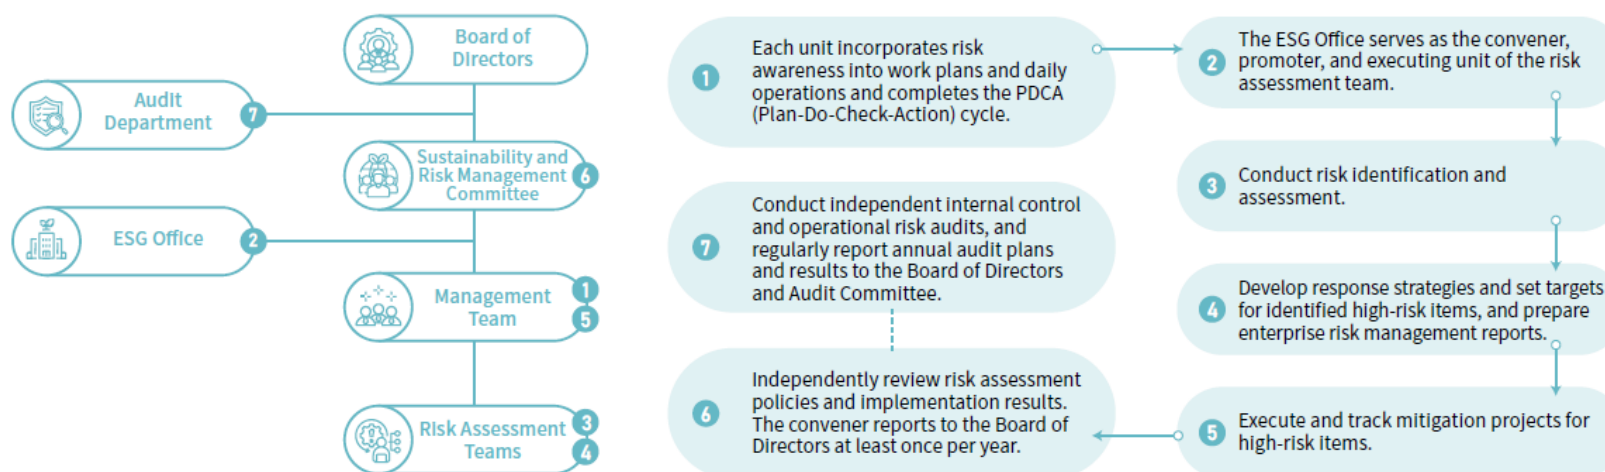 Board of
Directors
Audit
Department
7
Sustainability and
Risk Management
Committee
6
ESG Office
2
Management
Team
1
5
Risk Assessment
Teams
3
4
1
Each unit incorporates risk
awareness into work plans and daily
operations and completes the PDCA
(Plan-Do-Check-Action) cycle.
2
The ESG Office serves as the convener,
promoter, and executing unit of the risk
assessment team.
3
Conduct risk identification and
assessment.
4
Develop response strategies and set targets
for identified high-risk items, and prepare
enterprise risk management reports.
5
Execute and track mitigation projects for
high-risk items.
6
Independently review risk assessment
policies and implementation results.
The convener reports to the Board of
Directors at least once per year.
7
Conduct independent internal control
and operational risk audits, and
regularly report annual audit plans
and results to the Board of Directors
and Audit Committee.